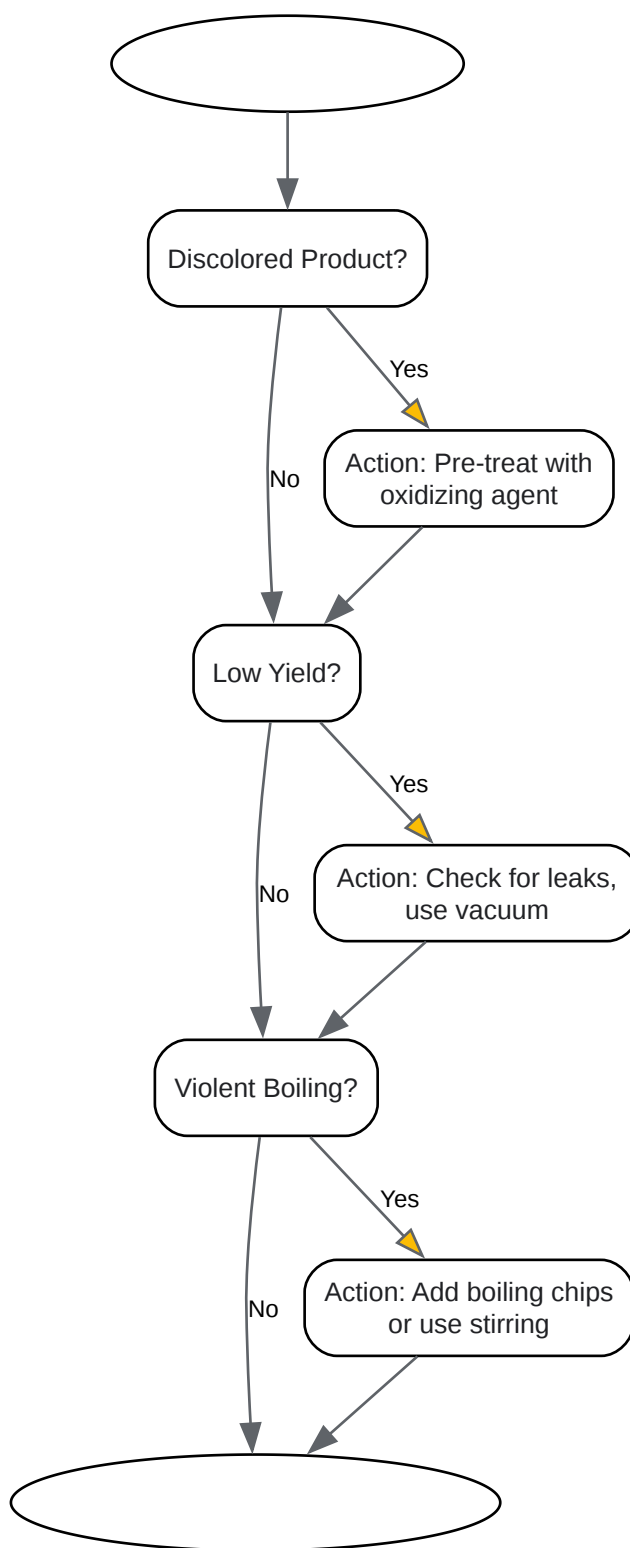 Discolored Product?
Yes
Action: Pre-treat with
oxidizing agent
No
Low Yield?
Yes
Action: Check for leaks,
use vacuum
No
Violent Boiling?
Yes
Action: Add boiling chips
or use stirring
No